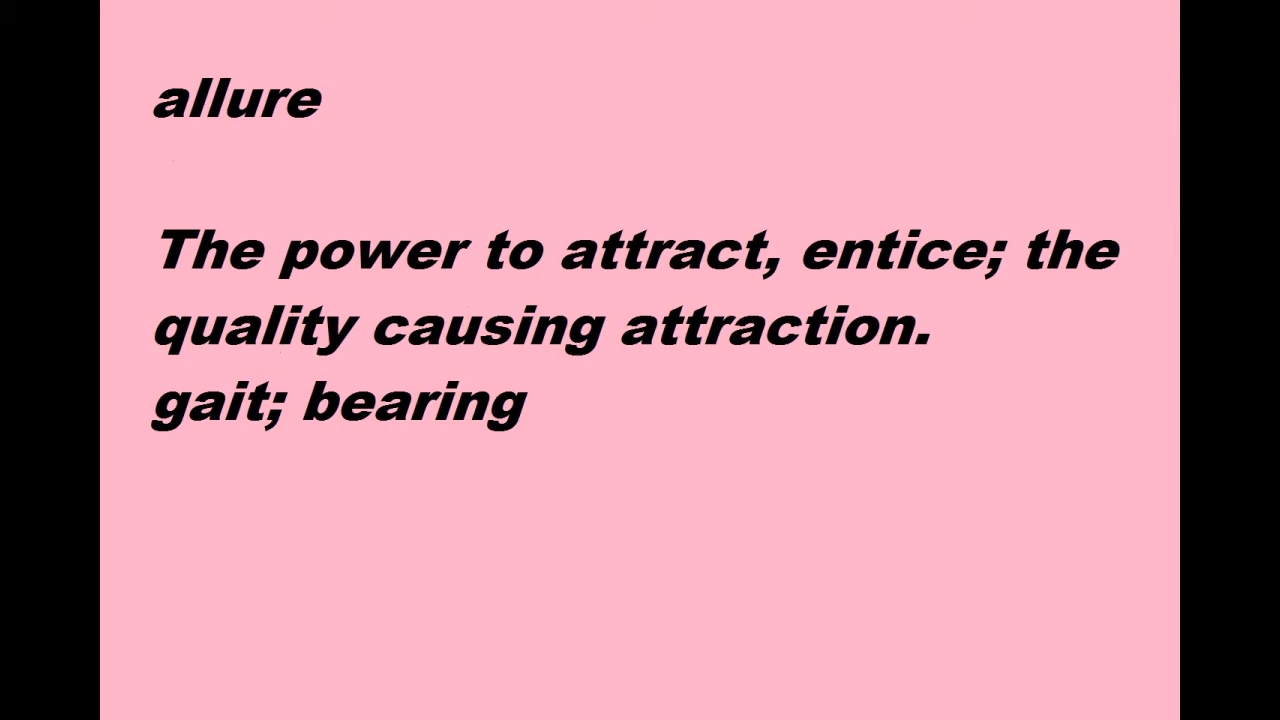 allure
The power to attract, entice; the
quality causing attraction.
gait; bearing